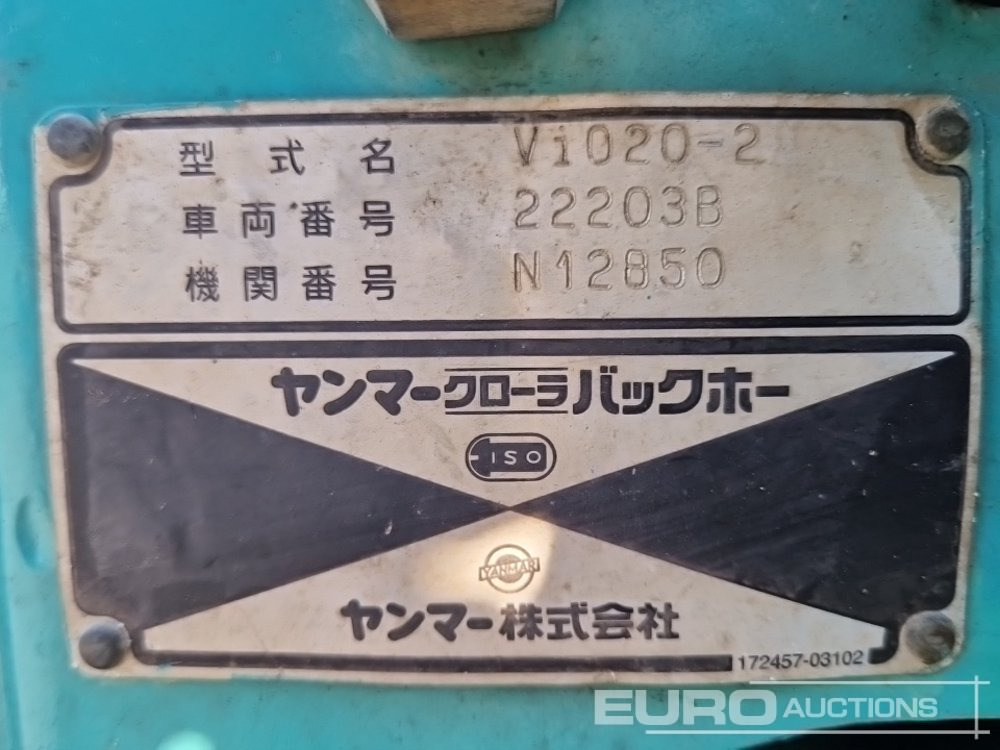 型式名 Vi020-2
車両番号 22203B
機関番号 N12850
ヤンマークローラバックホー
ISO
YANMAR
ヤンマー株式会社
172457-03102
EURO AUCTIONS